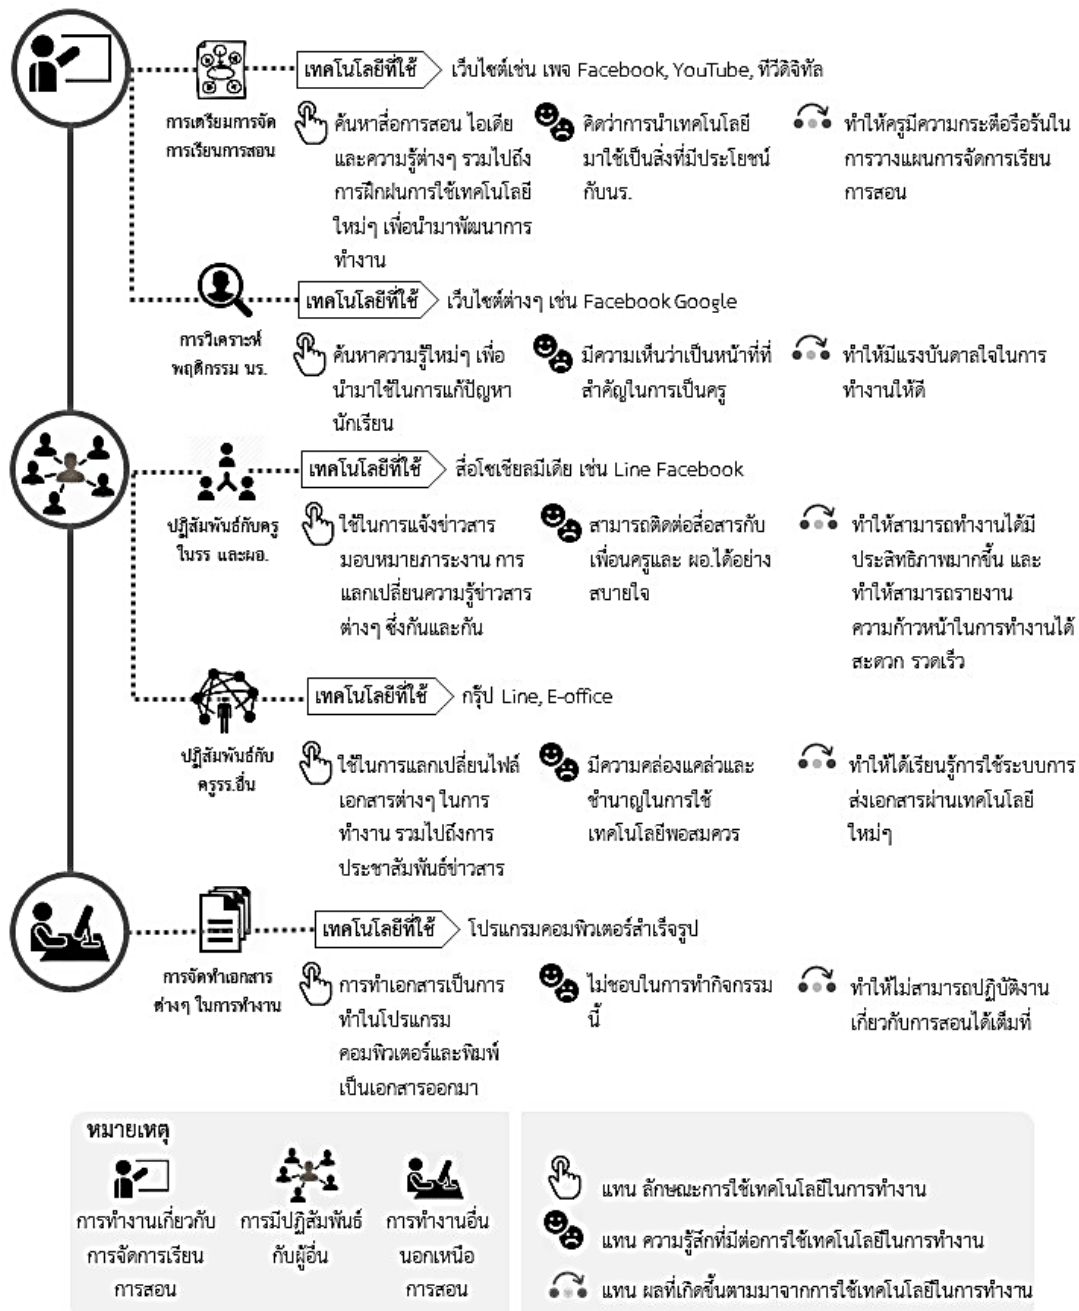 เทคโนโลยีที่ใช้ เว็บไซต์เช่น เพจ Facebook, YouTube, ทีวีดิจิทัล
การเตรียมการจัด
การเรียนการสอน
ค้นหาสื่อการสอน ไอเดีย
และความรู้ต่างๆ รวมไปถึง
การฝึกฝนการใช้เทคโนโลยี
ใหม่ๆ เพื่อนำมาพัฒนาการ
ทำงาน
คิดว่าการนำเทคโนโลยี
มาใช้เป็นสิ่งที่มีประโยชน์
กับนร.
ทำให้ครูมีความกระตือรือร้นใน
การวางแผนการจัดการเรียน
การสอน
เทคโนโลยีที่ใช้ เว็บไซต์ต่างๆ เช่น Facebook Google
การวิเคราะห์
พฤติกรรม นร.
ค้นหาความรู้ใหม่ๆ เพื่อ
นำมาใช้ในการแก้ปัญหา
นักเรียน
มีความเห็นว่าเป็นหน้าที่ที่
สำคัญในการเป็นครู
ทำให้มีแรงบันดาลใจในการ
ทำงานให้ดี
เทคโนโลยีที่ใช้ สื่อโซเชียลมีเดีย เช่น Line Facebook
ปฏิสัมพันธ์กับครู
ในรร และผอ.
ใช้ในการแจ้งข่าวสาร
มอบหมายภาระงาน การ
แลกเปลี่ยนความรู้ข่าวสาร
ต่างๆ ซึ่งกันและกัน
สามารถติดต่อสื่อสารกับ
เพื่อนครูและ ผอ.ได้อย่าง
สบายใจ
ทำให้สามารถทำงานได้มี
ประสิทธิภาพมากขึ้น และ
ทำให้สามารถรายงาน
ความก้าวหน้าในการทำงานได้
สะดวก รวดเร็ว
เทคโนโลยีที่ใช้ กรุ๊ป Line, E-office
ปฏิสัมพันธ์กับ
ครูรร.อื่น
ใช้ในการแลกเปลี่ยนไฟล์
เอกสารต่างๆ ในการ
ทำงาน รวมไปถึงการ
ประชาสัมพันธ์ข่าวสาร
มีความคล่องแคล่วและ
ชำนาญในการใช้
เทคโนโลยีพอสมควร
ทำให้ได้เรียนรู้การใช้ระบบการ
ส่งเอกสารผ่านเทคโนโลยี
ใหม่ๆ
เทคโนโลยีที่ใช้ โปรแกรมคอมพิวเตอร์สำเร็จรูป
การจัดทำเอกสาร
ต่างๆ ในการทำงาน
การทำเอกสารเป็นการ
ทำในโปรแกรม
คอมพิวเตอร์และพิมพ์
เป็นเอกสารออกมา
ไม่ชอบในการทำกิจกรรม
นี้
ทำให้ไม่สามารถปฏิบัติงาน
เกี่ยวกับการสอนได้เต็มที่
หมายเหตุ
การทำงานเกี่ยวกับ
การจัดการเรียน
การสอน
การมีปฏิสัมพันธ์
กับผู้อื่น
การทำงานอื่น
นอกเหนือ
การสอน
แทน ลักษณะการใช้เทคโนโลยีในการทำงาน
แทน ความรู้สึกที่มีต่อการใช้เทคโนโลยีในการทำงาน
แทน ผลที่เกิดขึ้นตามมาจากการใช้เทคโนโลยีในการทำงาน